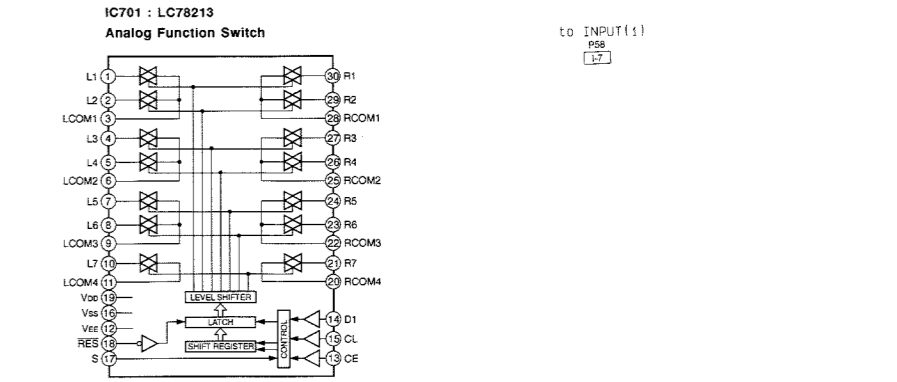 IC701 : LC78213
Analog Function Switch
to INPUT(1)
P58
I-7
L1 1
30 R1
L2 2
29 R2
LCOM1 3
28 RCOM1
L3 4
27 R3
L4 5
26 R4
LCOM2 6
25 RCOM2
L5 7
24 R5
L6 8
23 R6
LCOM3 9
22 RCOM3
L7 10
21 R7
LCOM4 11
20 RCOM4
VDD 19
LEVEL SHIFTER
VSS 16
LATCH
14 D1
VEE 12
CONTROL
15 CL
RES 18
SHIFT REGISTER
S 17
13 CE